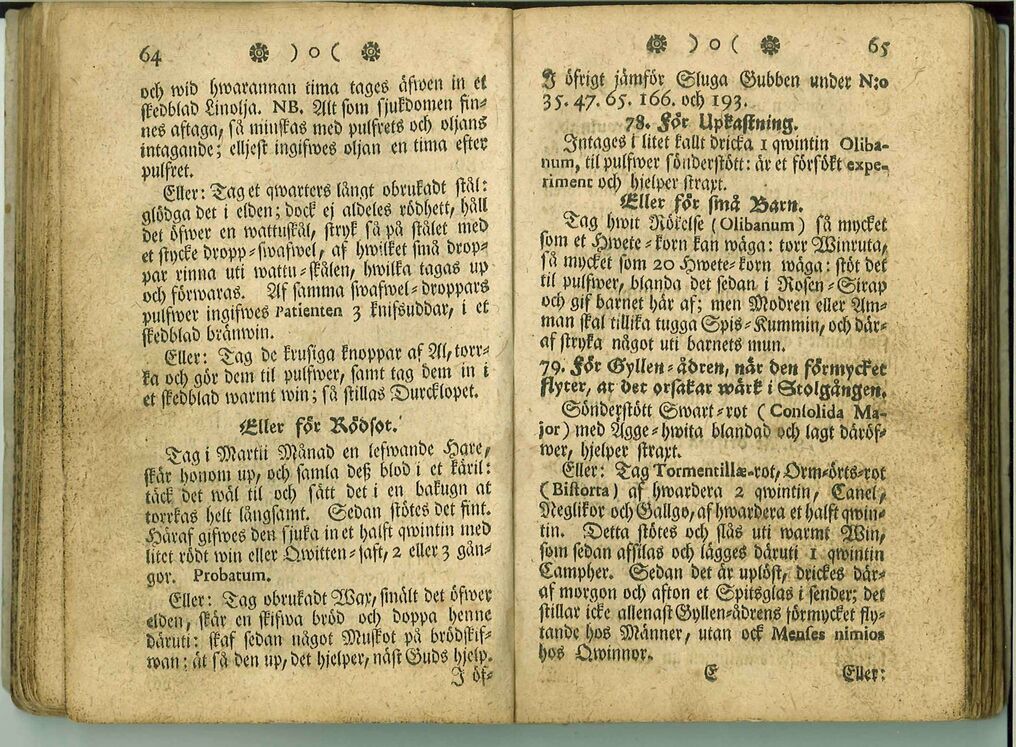 64 ) o (
och wid hwarannan tima tages äfwen in et
skedblad Linolja. NB. Alt som sjukdomen fin-
nes aftaga, så minskas med pulfrets och oljans
intagande; elljest ingifwes oljan en tima efter
pulfret.
Eller: Tag et qwarters långt obrukadt stål:
glödga det i elden; dock ej aldeles rödhett, håll
det öfwer en wattuskål, stryk så på stålet med
et stycke dropp-swafwel, af hwilket små drop-
par rinna uti wattu-skålen, hwilka tagas up
och förwaras. Af samma swafwel-droppars
pulfwer ingifwes Patienten 3 knifsuddar, i et
skedblad bränwin.
Eller: Tag de krusiga knoppar af Al, torr-
ka och gör dem til pulfwer, samt tag dem in i
et skedblad warmt win; så stillas Durcklopet.
Eller för Rödsot.
Tag i Martii Månad en lefwande Hare,
skär honom up, och samla deß blod i et käril:
täck det wäl til och sätt det i en bakugn at
torrkas helt långsamt. Sedan stötes det fint.
Häraf gifwes den sjuka in et halft qwintin med
litet rödt win eller Qwitten-saft, 2 eller 3 gån-
gor. Probatum.
Eller: Tag obrukadt Wax, smält det öfwer
elden, skär en skifwa bröd och doppa henne
däruti: skaf sedan något Muskot på brödskif-
wan; ät så den up, det hjelper, näst Guds hjelp.
J öf-
) o ( 65
J öfrigt jämför Sluga Gubben under N:o
35. 47. 65. 166. och 193.
78. För Upkastning.
Intages i litet kallt dricka 1 qwintin Oliba-
num, til pulfwer sönderstött: är et försökt expe-
riment och hjelper strart.
Eller för små Barn.
Tag hwit Rökelse (Olibanum) så mycket
som et Hwete-korn kan wäga: torr Winruta,
så mycket som 20 Hwete-korn wäga: stöt det
til pulfwer, blanda det sedan i Rosen-Sirap
och gif barnet här af; men Modren eller Am-
man skal tillika tugga Spis-Kummin, och där-
af stryka något uti barnets mun.
79. För Gyllen-ådren, när den förmycket
flyter, at det orsakar wärk i Stolgången.
Sönderstött Swart-rot (Consolida Ma-
jor) med Ägge-hwita blandad och lagt däröf-
wer, hjelper strart.
Eller: Tag Tormentillæ-rot, Orm-örts-rot
(Bistorta) af hwardera 2 qwintin, Canel,
Neglikor och Gallgo, af hwardera et halft qwin-
tin. Detta stötes och slås uti warmt Win,
som sedan affilas och lägges däruti 1 qwintin
Campher. Sedan det är uplöst, drickes där-
af morgon och afton et Spitsglas i sender; det
stillar icke allenast Gyllen-ådrens förmycket fly-
tande hos Männer, utan ock Menses nimios
hos Qwinnor.
E Eller: